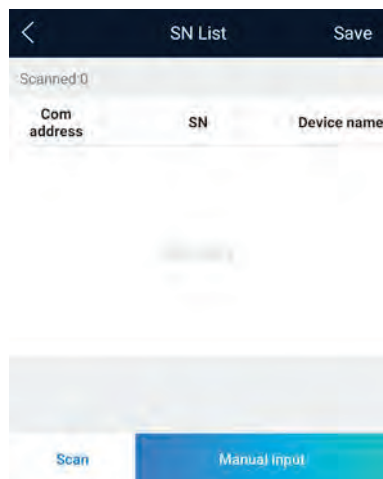 SN List Save
Scanned:0
Com
address
SN
Device name
Scan Manual input